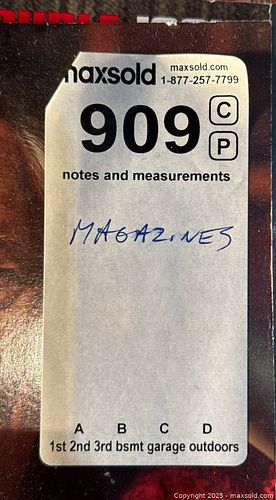 maxsold maxsold.com
1-877-257-7799
909 C
P
notes and measurements
MAGAZINES
A B C D
1st 2nd 3rd bsmt garage outdoors
Copyright 2025 - maxsold.com